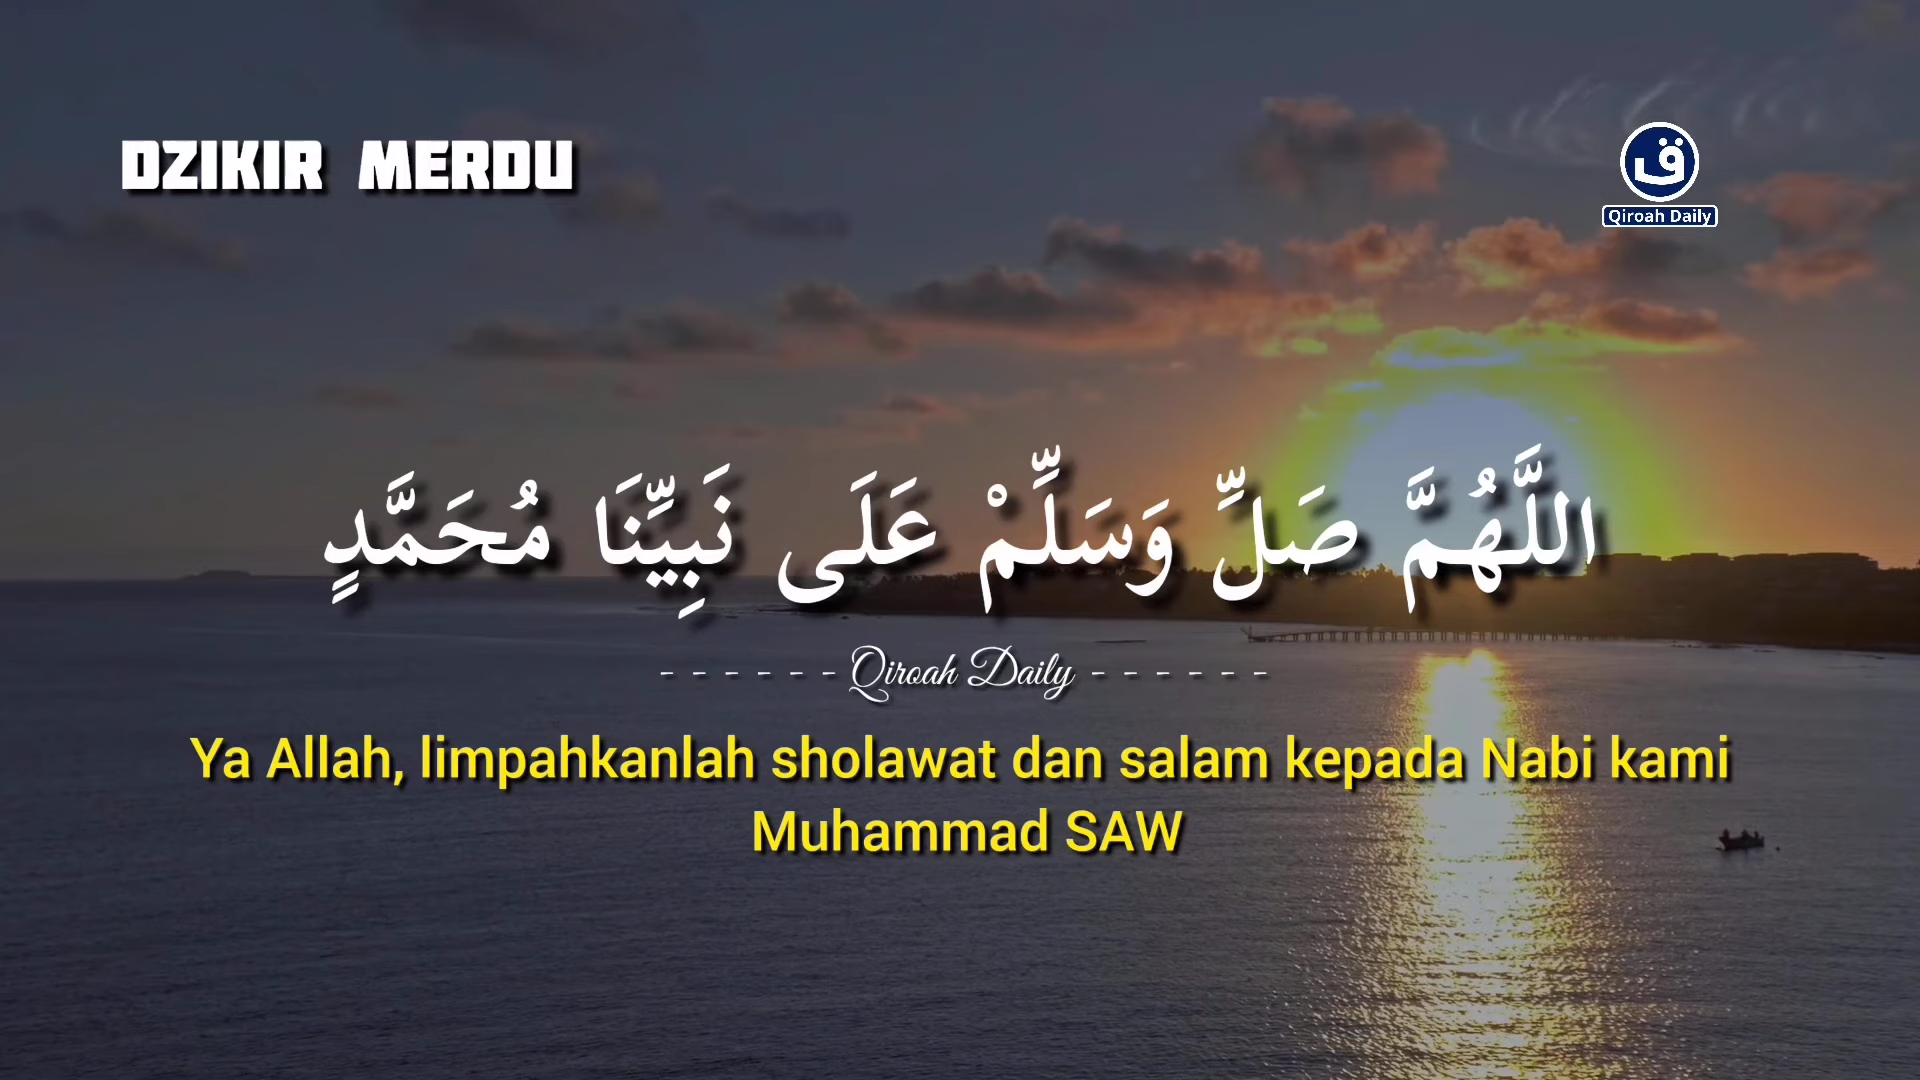 DZIKIR MERDU
ق
Qiroah Daily
اللَّهُمَّ صَلِّ وَسَلِّمْ عَلَى نَبِيِّنَا مُحَمَّدٍ
- - - - - - Qiroah Daily - - - - - -
Ya Allah, limpahkanlah sholawat dan salam kepada Nabi kami
Muhammad SAW